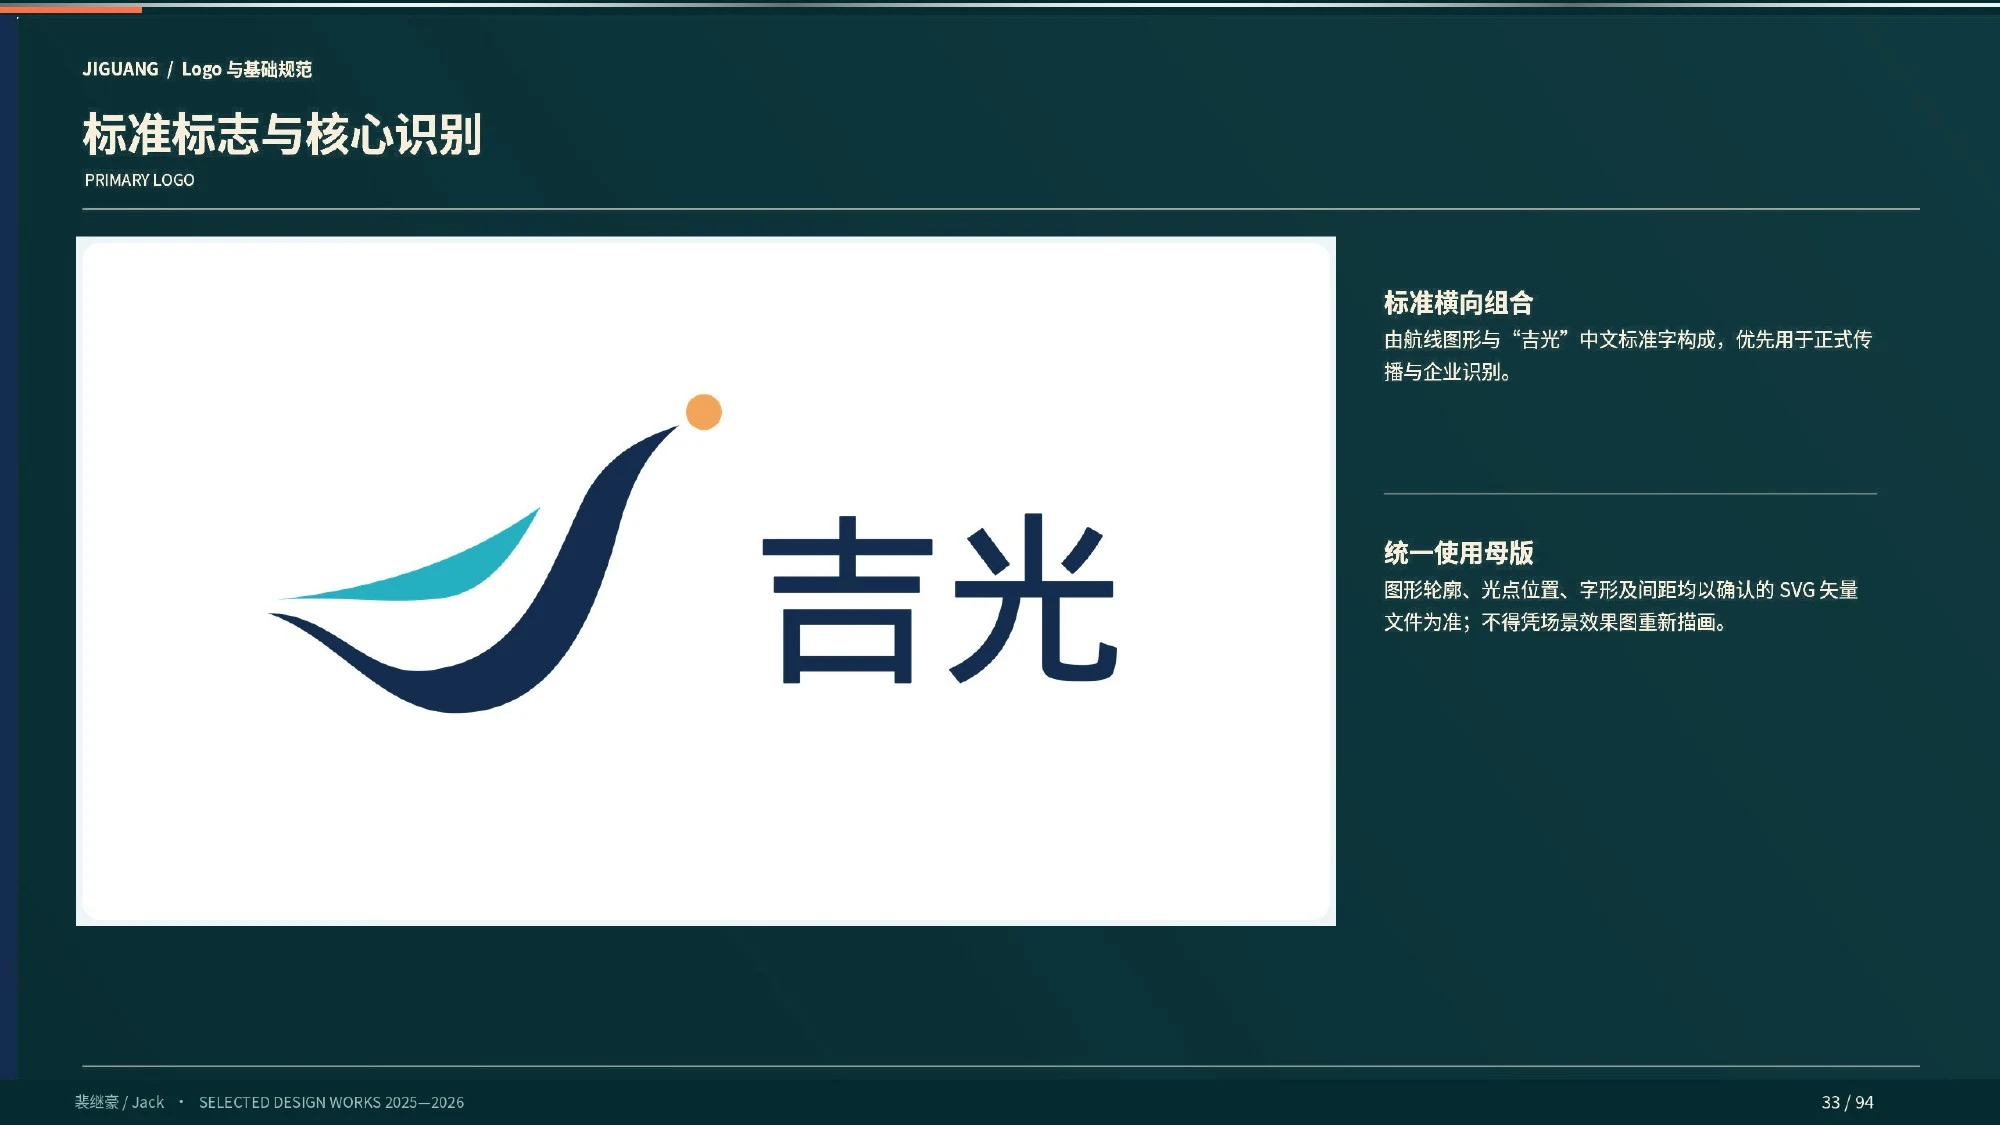 JIGUANG / Logo 与基础规范
标准标志与核心识别
PRIMARY LOGO
吉光
标准横向组合
由航线图形与“吉光”中文标准字构成，优先用于正式传
播与企业识别。
统一使用母版
图形轮廓、光点位置、字形及间距均以确认的 SVG 矢量
文件为准；不得凭场景效果图重新描画。
裴继豪 / Jack · SELECTED DESIGN WORKS 2025—2026
33 / 94